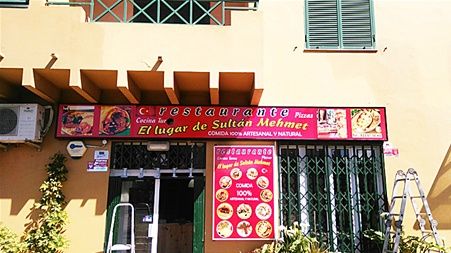 restaurante
Cocina Tur Pizzas
El lugar de Sultán Mehmet
COMIDA 100% ARTESANAL Y NATURAL
restaurante
Pizzas
El lugar de Sultán Mehmet
COMIDA
100%
ARTESANAL
Y NATURAL